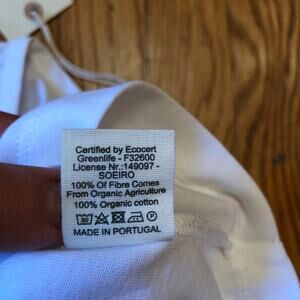 Certified by Ecocert
Greenlife - F32600
License Nr.:149097 -
SOEIRO
100% Of Fibre Comes
From Organic Agriculture
100% Organic cotton
30 P
MADE IN PORTUGAL